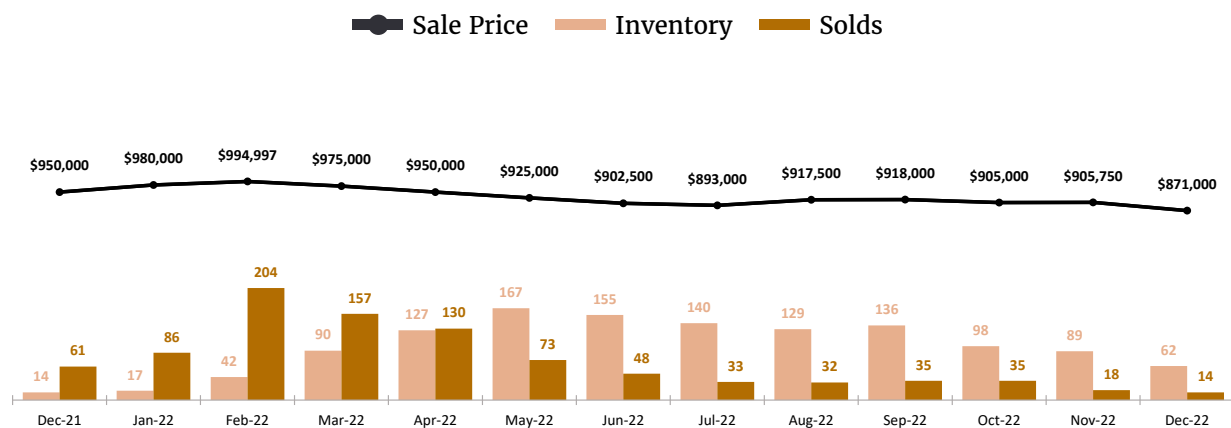 Sale Price Inventory Solds
$950,000 $980,000 $994,997 $975,000 $950,000 $925,000 $902,500 $893,000 $917,500 $918,000 $905,000 $905,750 $871,000
14 61 17 86 42 204 90 157 127 130 167 73 155 48 140 33 129 32 136 35 98 35 89 18 62 14
Dec-21 Jan-22 Feb-22 Mar-22 Apr-22 May-22 Jun-22 Jul-22 Aug-22 Sep-22 Oct-22 Nov-22 Dec-22